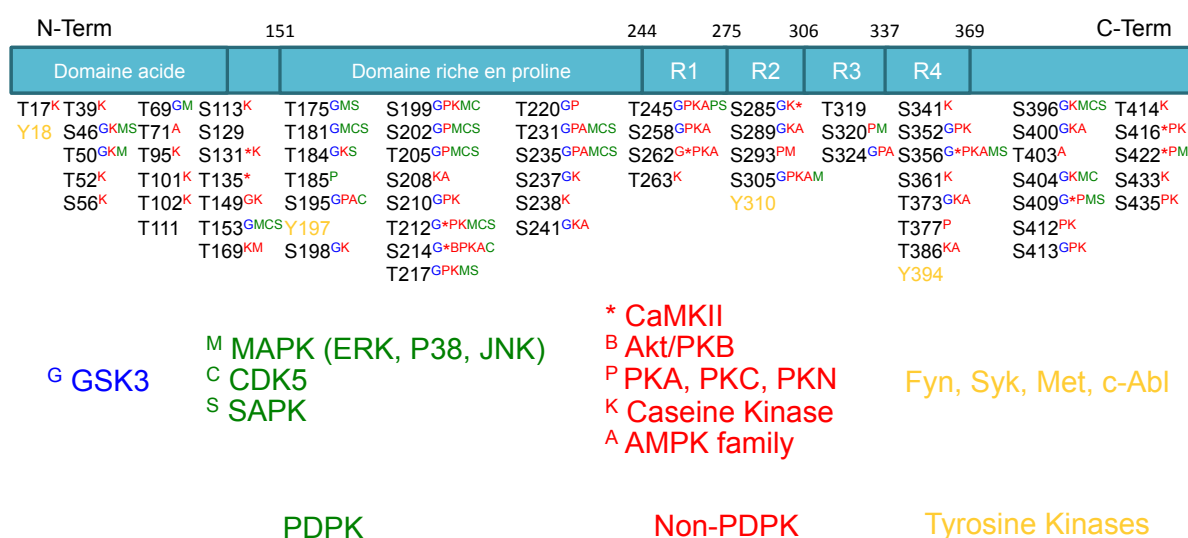 N-Term 151 244 275 306 337 369 C-Term
Domaine acide Domaine riche en proline R1 R2 R3 R4
T17K T39K T69GM S113K T175GMS S199GPKMC T220GP T245GPKAPS S285GK* T319 S341K S396GKMCS T414K
Y18 S46GKMS T71A S129 T181GMCS S202GPMCS T231GPAMCS S258GPKA S289GKA S320PM S352GPK S400GKA S416*PK
T50GKM T95K S131*K T184GKS T205GPMCS S235GPAMCS S262G*PKA S293PM S324GPA S356G*PKAMS T403A S422*PM
T52K T101K T135* T185P S208KA S237GK T263K S305GPKAM S361K S404GKMC S433K
S56K T102K T149GK S195GPAC S210GPK S238K Y310 T373GKA S409G*PMS S435PK
T111 T153GMCS Y197 T212G*PKMCS S241GKA T377P S412PK
T169KM S198GK S214G*BPKAC T386KA S413GPK
T217GPKMS Y394
* CaMKII
M MAPK (ERK, P38, JNK) B Akt/PKB
G GSK3 C CDK5 P PKA, PKC, PKN Fyn, Syk, Met, c-Abl
S SAPK K Caseine Kinase
A AMPK family
PDPK Non-PDPK Tyrosine Kinases